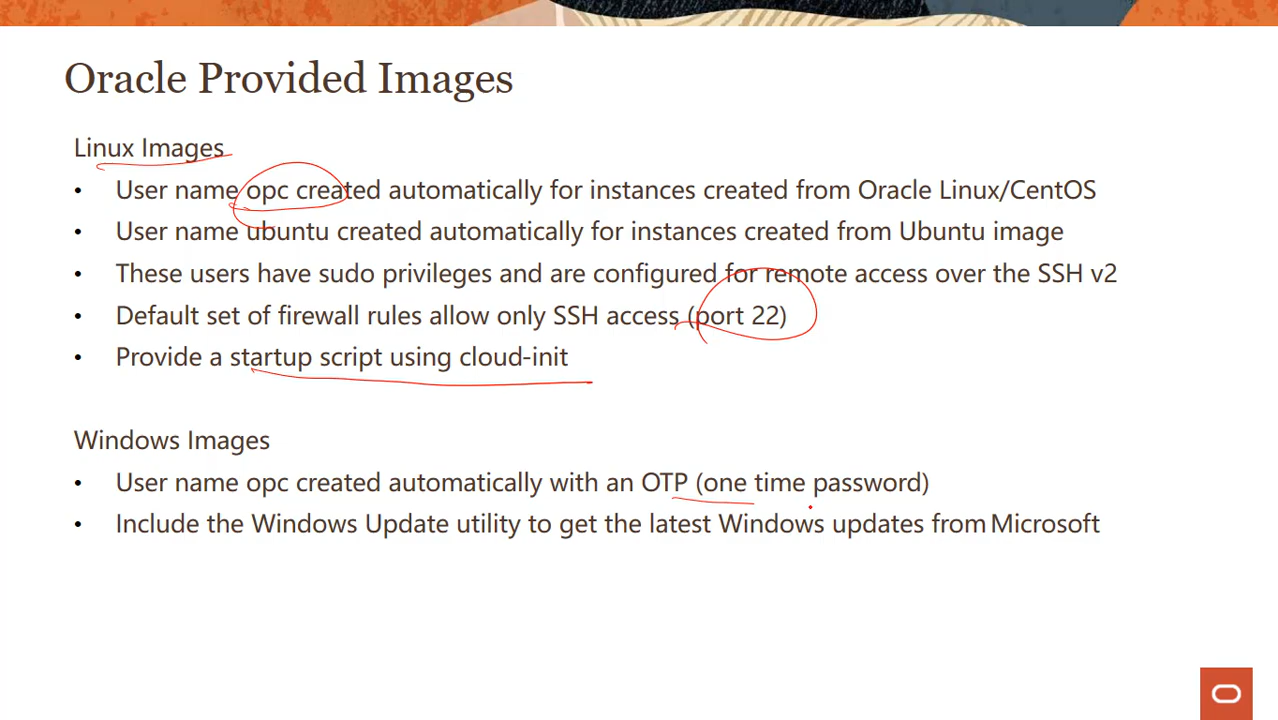 Oracle Provided Images
Linux Images
• User name opc created automatically for instances created from Oracle Linux/CentOS
• User name ubuntu created automatically for instances created from Ubuntu image
• These users have sudo privileges and are configured for remote access over the SSH v2
• Default set of firewall rules allow only SSH access (port 22)
• Provide a startup script using cloud-init
Windows Images
• User name opc created automatically with an OTP (one time password)
• Include the Windows Update utility to get the latest Windows updates from Microsoft